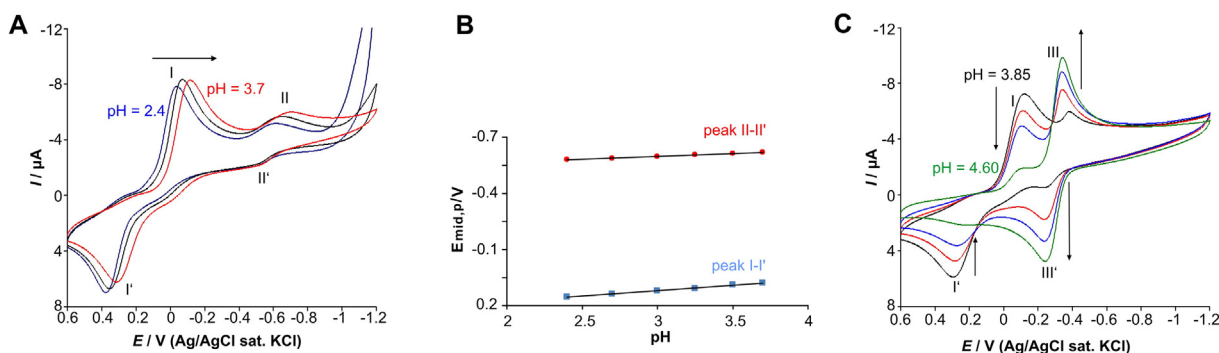 A
-12
-8
-4
0
4
8
I / µA
I
II
pH = 2.4
pH = 3.7
II'
I'
0.6 0.4 0.2 0 -0.2 -0.4 -0.6 -0.8 -1 -1.2
E / V (Ag/AgCl sat. KCl)
B
-0.7
-0.4
-0.1
0.2
Emid,p/V
peak II-II'
peak I-I'
2 2.5 3 3.5 4
pH
C
-12
-8
-4
0
4
8
I / µA
III
pH = 3.85
I
pH = 4.60
I'
III'
0.6 0.4 0.2 0 -0.2 -0.4 -0.6 -0.8 -1 -1.2
E / V (Ag/AgCl sat. KCl)